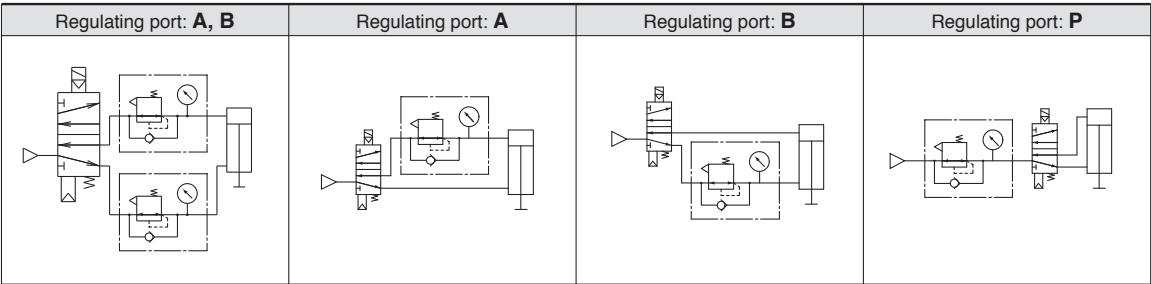 Regulating port: A, B
Regulating port: A
Regulating port: B
Regulating port: P